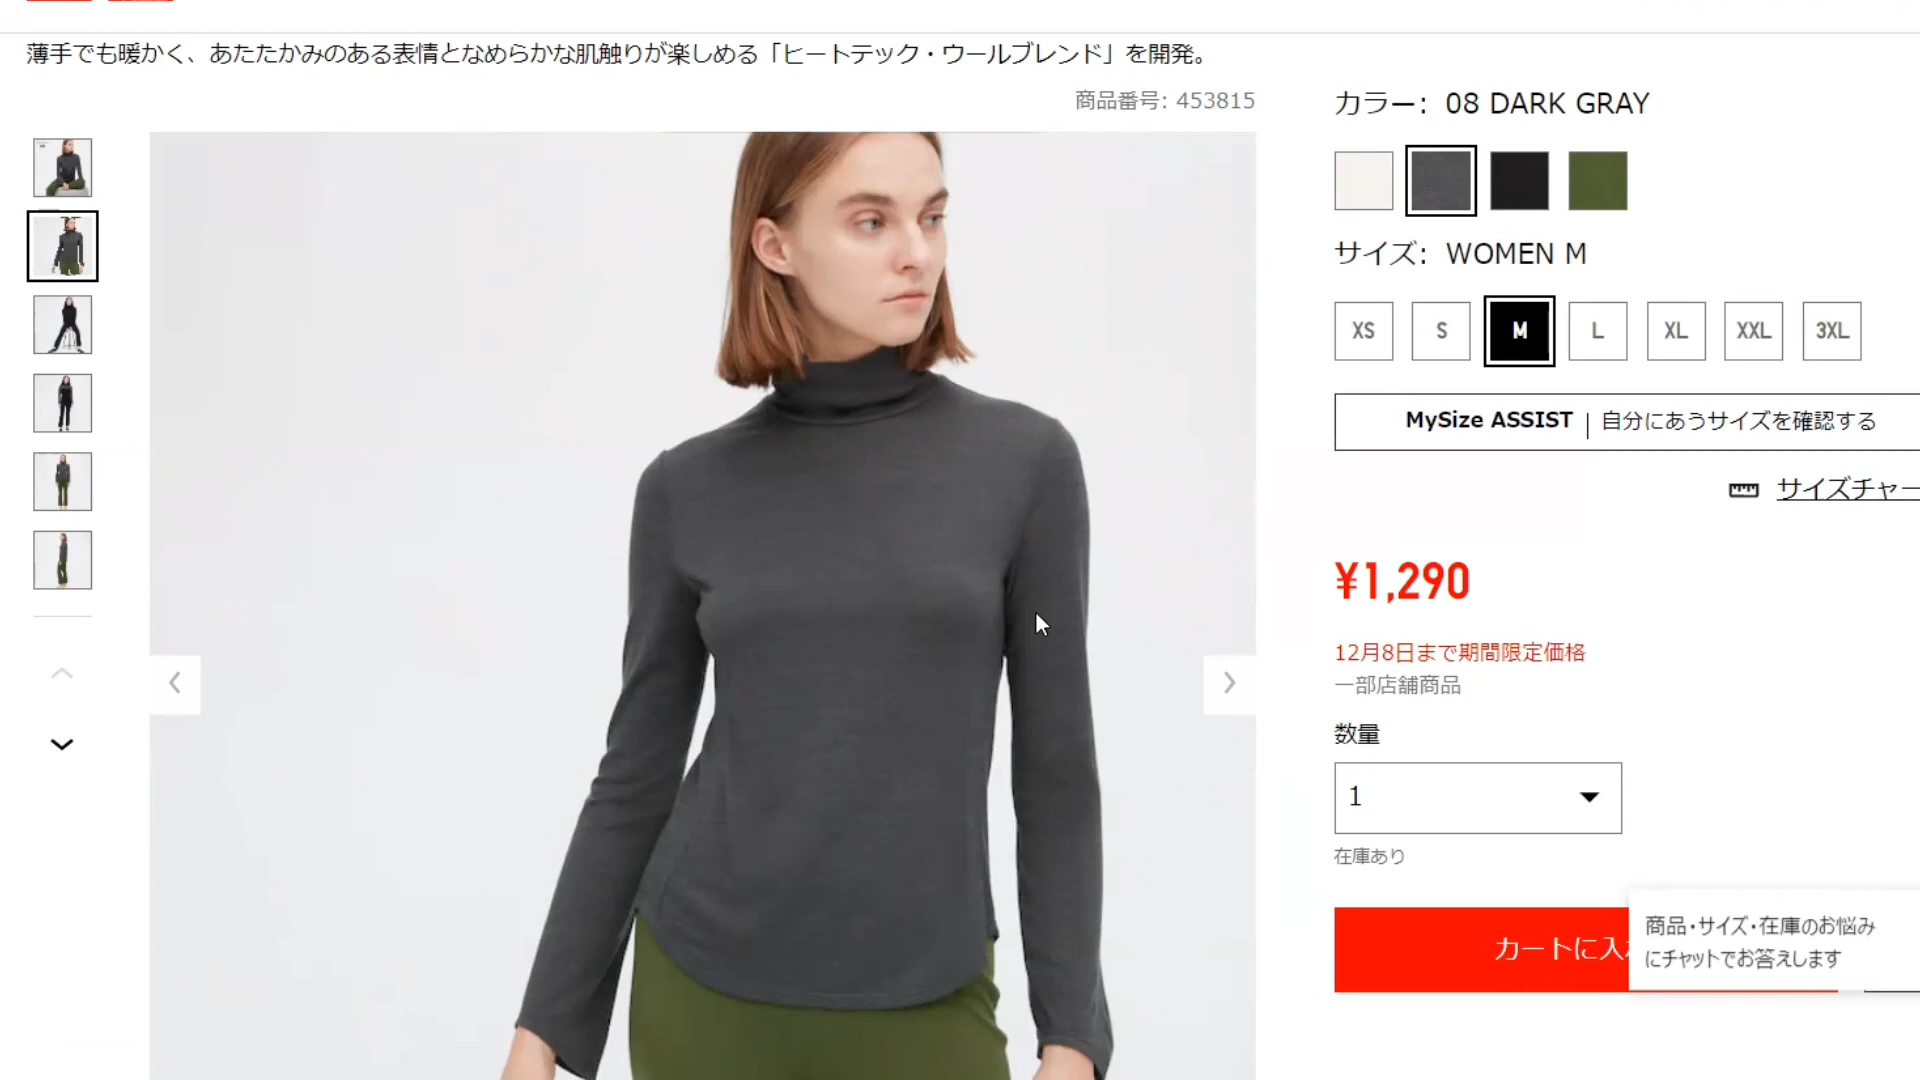 薄手でも暖かく、あたたかみのある表情となめらかな肌触りが楽しめる「ヒートテック・ウールブレンド」を開発。
商品番号: 453815
カラー: 08 DARK GRAY
サイズ: WOMEN M
XS S M L XL XXL 3XL
MySize ASSIST | 自分にあうサイズを確認する
サイズチャー
¥1,290
12月8日まで期間限定価格
一部店舗商品
数量
1
在庫あり
カートに入
商品・サイズ・在庫のお悩み
にチャットでお答えします